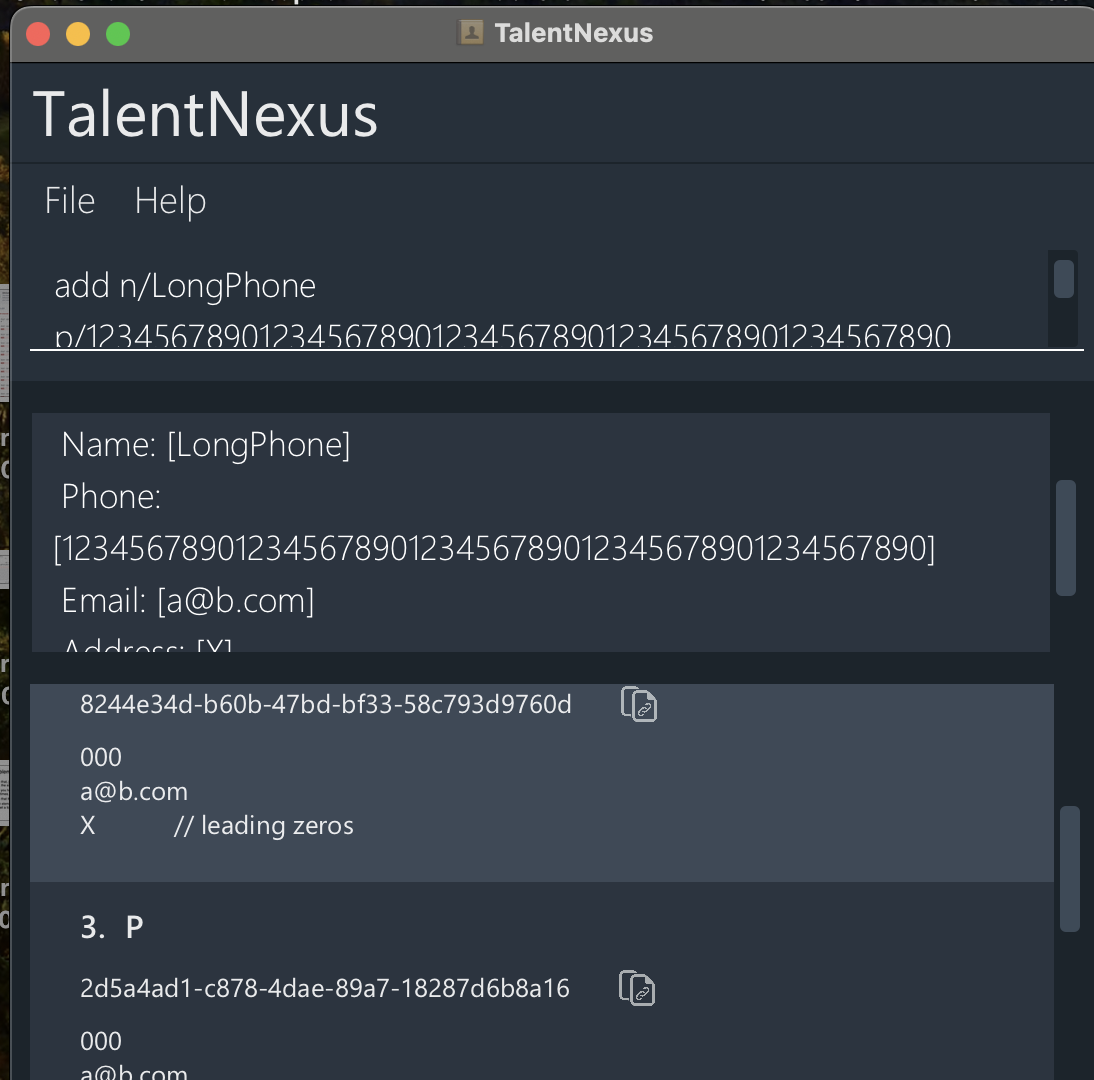 TalentNexus
TalentNexus
File Help
add n/LongPhone
p/12345678901234567890123456789012345678901234567890
Name: [LongPhone]
Phone:
[12345678901234567890123456789012345678901234567890]
Email: [a@b.com]
Address: [X]
8244e34d-b60b-47bd-bf33-58c793d9760d
000
a@b.com
X // leading zeros
3. P
2d5a4ad1-c878-4dae-89a7-18287d6b8a16
000
a@b.com